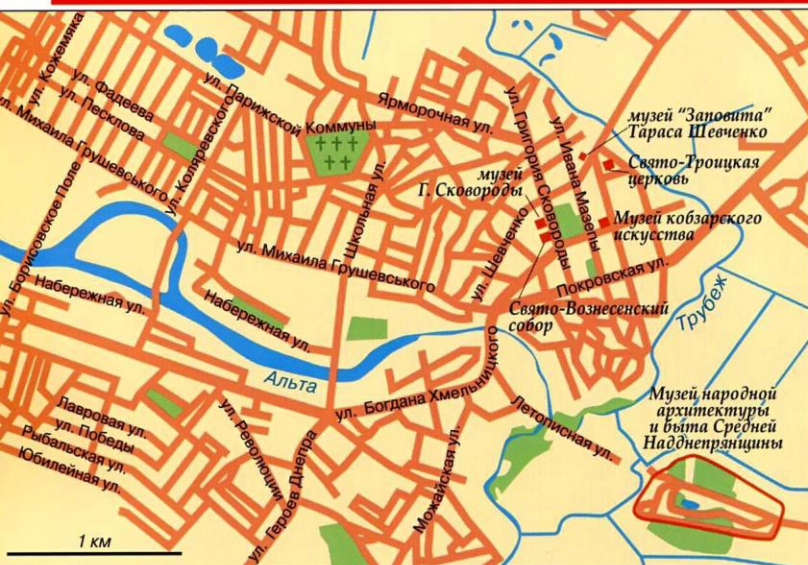 ул. Кожемяка
ул. Фадеева
ул. Песклова
ул. Михаила Грушевського
ул. Коляревского
ул. Парижской Коммуны
Ярморочная ул.
ул. Григория Сковороды
ул. Ивана Мазепы
музей "Заповита"
Тараса Шевченко
Свято-Троицкая
церковь
музей
Г. Сковороды
Музей кобзарского
искусства
Школьная ул.
ул. Шевченко
ул. Михаила Грушевського
Покровская ул.
Свято-Вознесенский
собор
Трубеж
ул. Борисовское Поле
Набережная ул.
Набережная ул.
Альта
ул. Богдана Хмельницкого
Летописная ул.
Музей народной
архитектуры
и быта Средней
Надднепрянщины
Лавровая ул.
ул. Победы
Рыбальская ул.
Юбилейная ул.
ул. Революции
ул. Героев Днепра
Можайская ул.
1 км